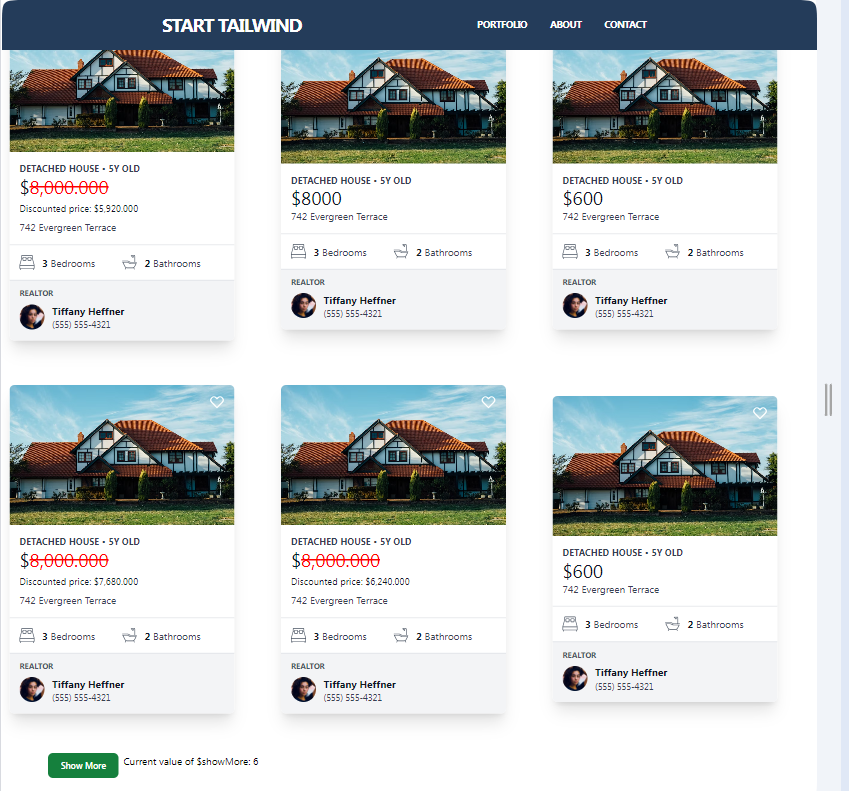 START TAILWIND
PORTFOLIO
ABOUT
CONTACT
DETACHED HOUSE • 5Y OLD
$8,000.000
Discounted price: $5,920.000
742 Evergreen Terrace
3 Bedrooms
2 Bathrooms
REALTOR
Tiffany Heffner
(555) 555-4321
DETACHED HOUSE • 5Y OLD
$8000
742 Evergreen Terrace
3 Bedrooms
2 Bathrooms
REALTOR
Tiffany Heffner
(555) 555-4321
DETACHED HOUSE • 5Y OLD
$600
742 Evergreen Terrace
3 Bedrooms
2 Bathrooms
REALTOR
Tiffany Heffner
(555) 555-4321
DETACHED HOUSE • 5Y OLD
$8,000.000
Discounted price: $7,680.000
742 Evergreen Terrace
3 Bedrooms
2 Bathrooms
REALTOR
Tiffany Heffner
(555) 555-4321
DETACHED HOUSE • 5Y OLD
$8,000.000
Discounted price: $6,240.000
742 Evergreen Terrace
3 Bedrooms
2 Bathrooms
REALTOR
Tiffany Heffner
(555) 555-4321
DETACHED HOUSE • 5Y OLD
$600
742 Evergreen Terrace
3 Bedrooms
2 Bathrooms
REALTOR
Tiffany Heffner
(555) 555-4321
Show More
Current value of $showMore: 6